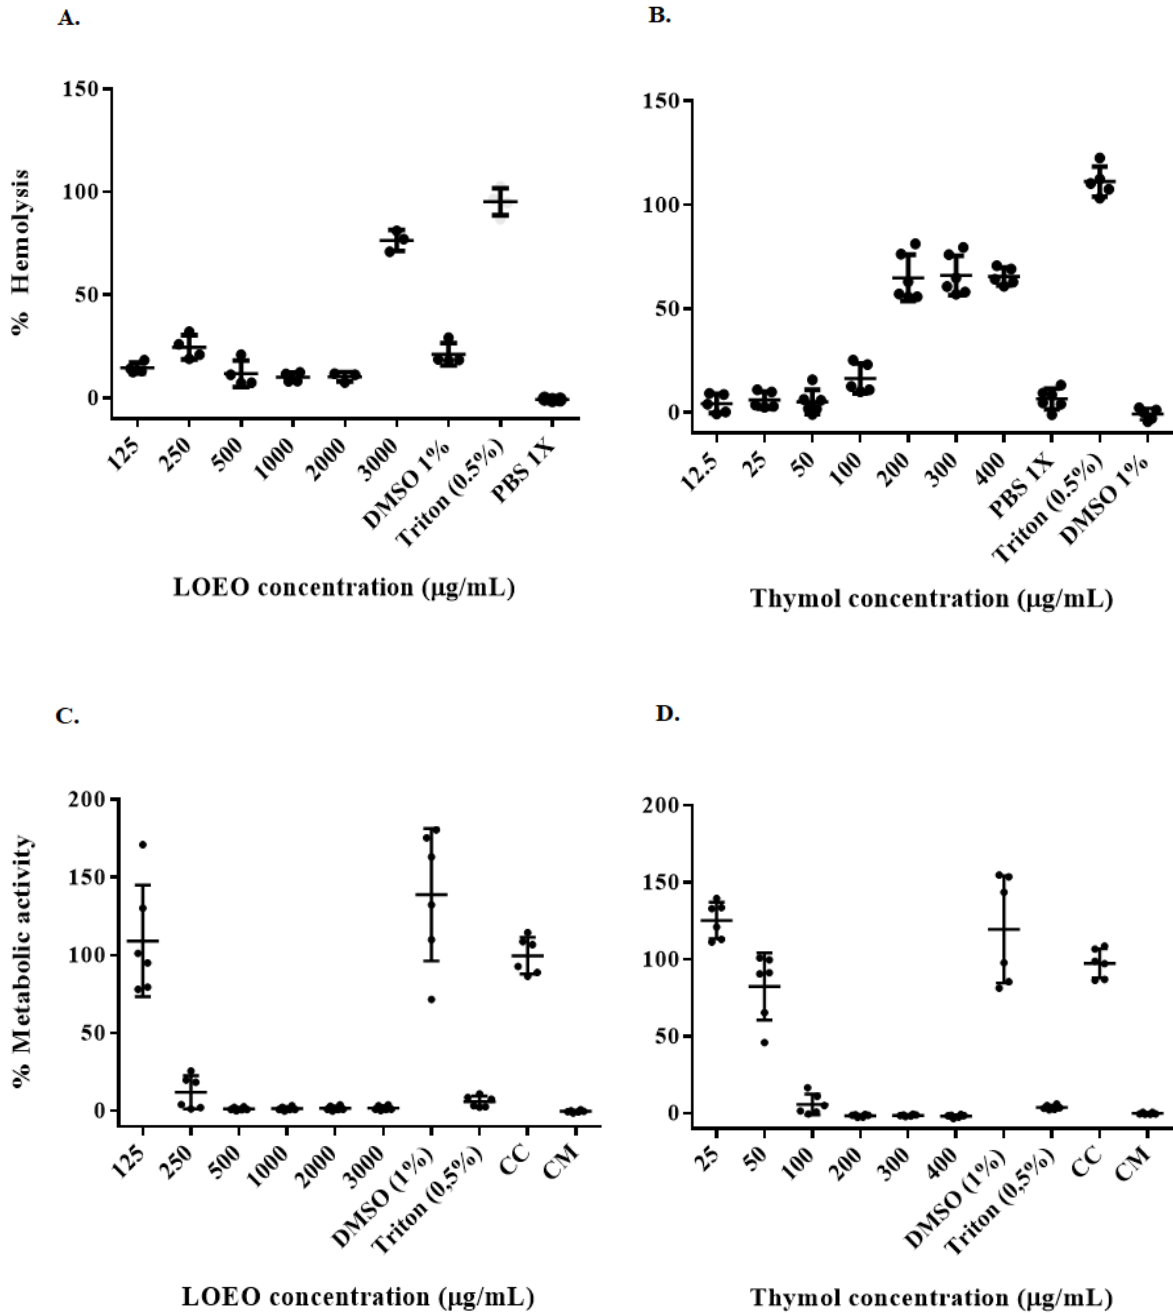 A.
150
100
50
0
% Hemolysis
125
250
500
1000
2000
3000
DMSO 1%
Triton (0.5%)
PBS 1X
LOEO concentration (µg/mL)
B.
150
100
50
0
12.5
25
50
100
200
300
400
PBS 1X
Triton (0.5%)
DMSO 1%
Thymol concentration (µg/mL)
C.
200
150
100
50
0
% Metabolic activity
125
250
500
1000
2000
3000
DMSO (1%)
Triton (0,5%)
CC
CM
LOEO concentration (µg/mL)
D.
200
150
100
50
0
25
50
100
200
300
400
DMSO (1%)
Triton (0,5%)
CC
CM
Thymol concentration (µg/mL)